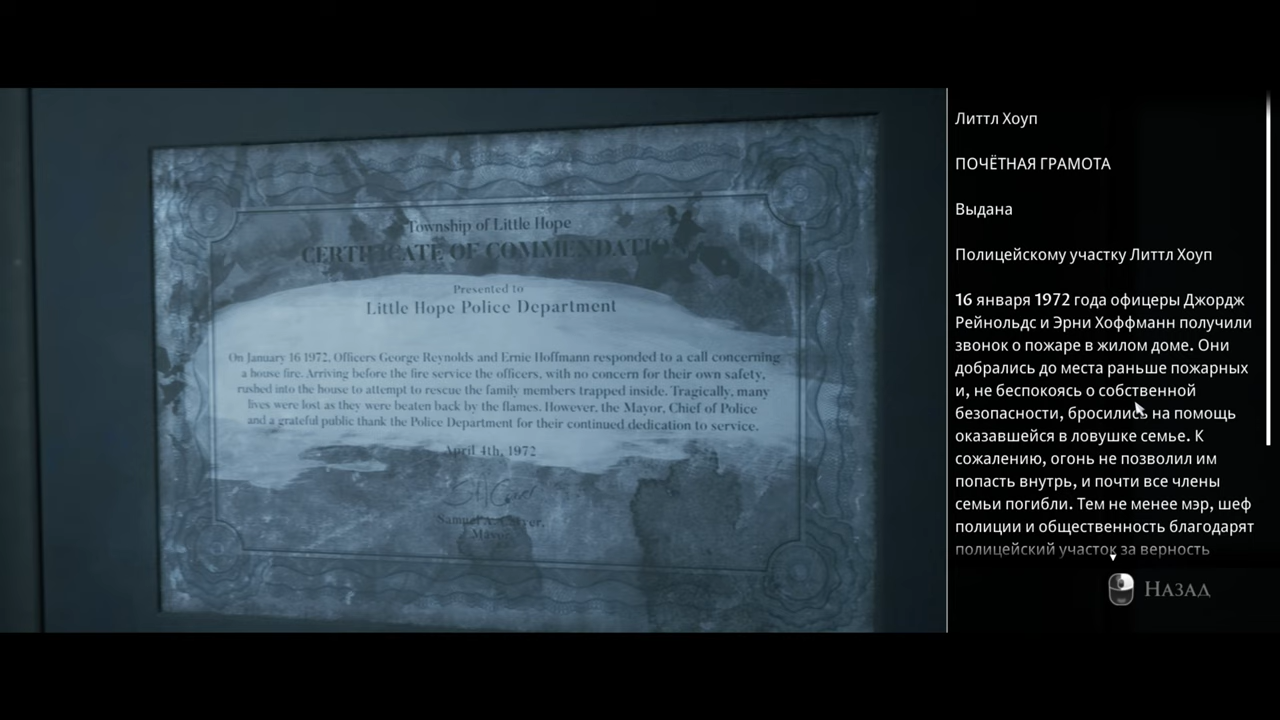 Township of Little Hope
CERTIFICATE OF COMMENDATIO
Presented to
Little Hope Police Department
On January 16 1972, Officers George Reynolds and Ernie Hoffmann responded to a call concerning
a house fire. Arriving before the fire service the officers, with no concern for their own safety,
rushed into the house to attempt to rescue the family members trapped inside. Tragically, many
lives were lost as they were beaten back by the flames. However, the Mayor, Chief of Police
and a grateful public thank the Police Department for their continued dedication to service.
April 4th, 1972
Samuel A.
Mayor
Литтл Хоуп
ПОЧЁТНАЯ ГРАМОТА
Выдана
Полицейскому участку Литтл Хоуп
16 января 1972 года офицеры Джордж
Рейнольдс и Эрни Хоффманн получили
звонок о пожаре в жилом доме. Они
добрались до места раньше пожарных
и, не беспокоясь о собственной
безопасности, бросились на помощь
оказавшейся в ловушке семье. К
сожалению, огонь не позволил им
попасть внутрь, и почти все члены
семьи погибли. Тем не менее мэр, шеф
полиции и общественность благодарят
полицейский участок за верность
НАЗАД